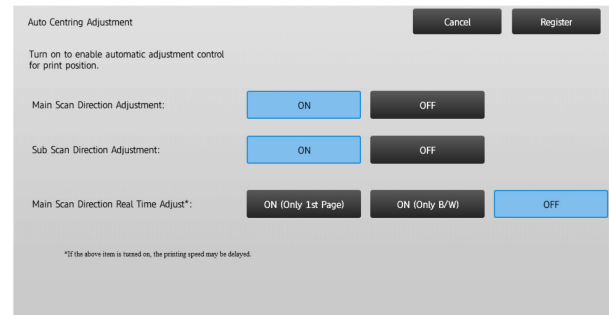 Auto Centring Adjustment
Cancel
Register
Turn on to enable automatic adjustment control
for print position.
Main Scan Direction Adjustment:
ON
OFF
Sub Scan Direction Adjustment:
ON
OFF
Main Scan Direction Real Time Adjust*:
ON (Only 1st Page)
ON (Only B/W)
OFF
*If the above item is turned on, the printing speed may be delayed.